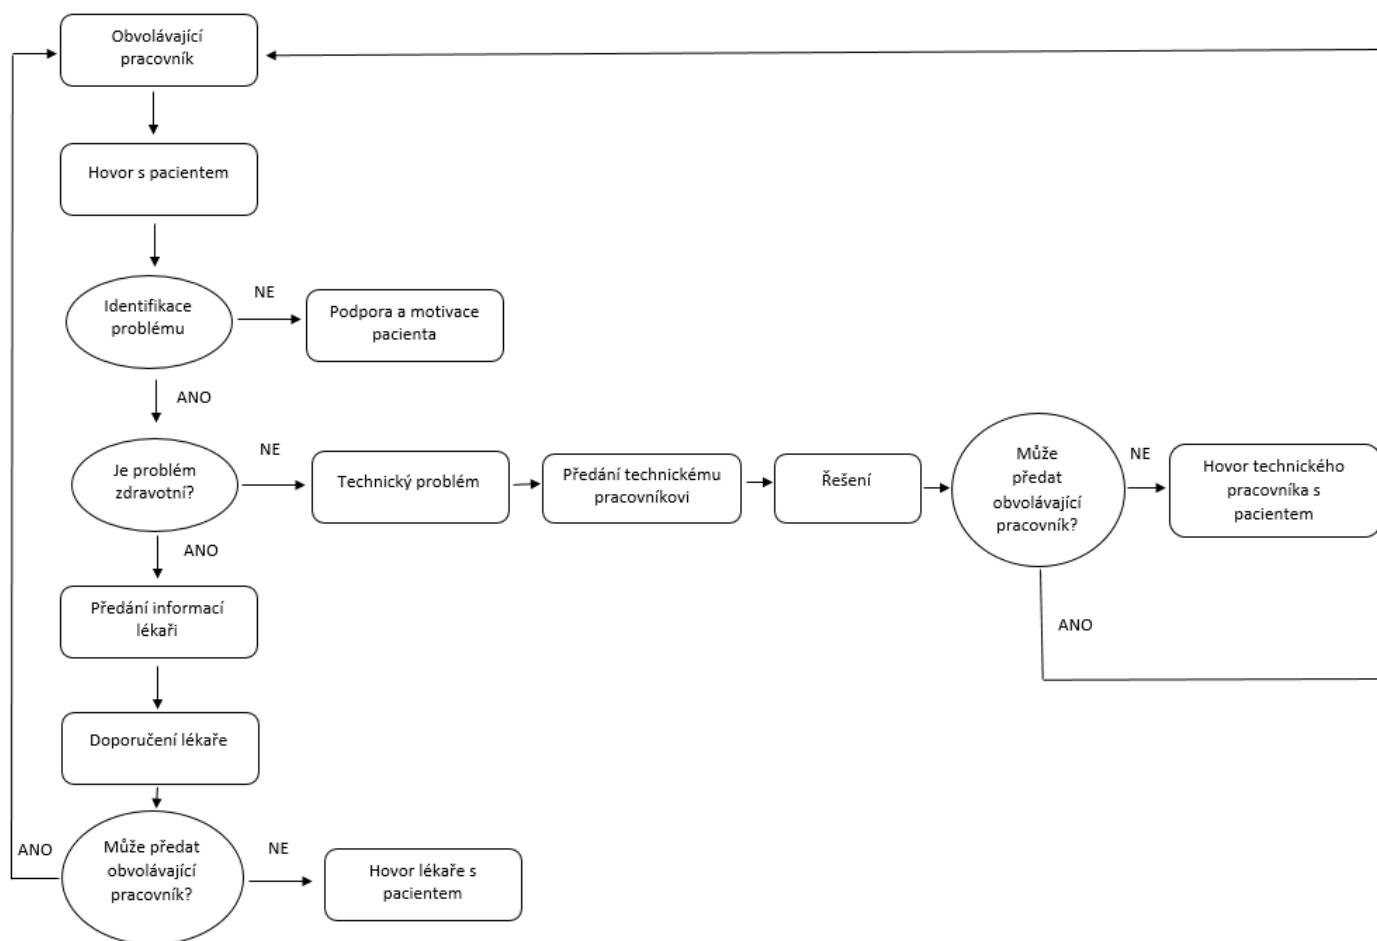 Obvolávající
pracovník
Hovor s pacientem
Identifikace
problému
NE
Podpora a motivace
pacienta
ANO
Je problém
zdravotní?
NE
Technický problém
Předání technickému
pracovníkovi
Řešení
Může
předat
obvolávající
pracovník?
NE
Hovor technického
pracovníka s
pacientem
ANO
ANO
Předání informací
lékaři
Doporučení lékaře
ANO
Může předat
obvolávající
pracovník?
NE
Hovor lékaře s
pacientem